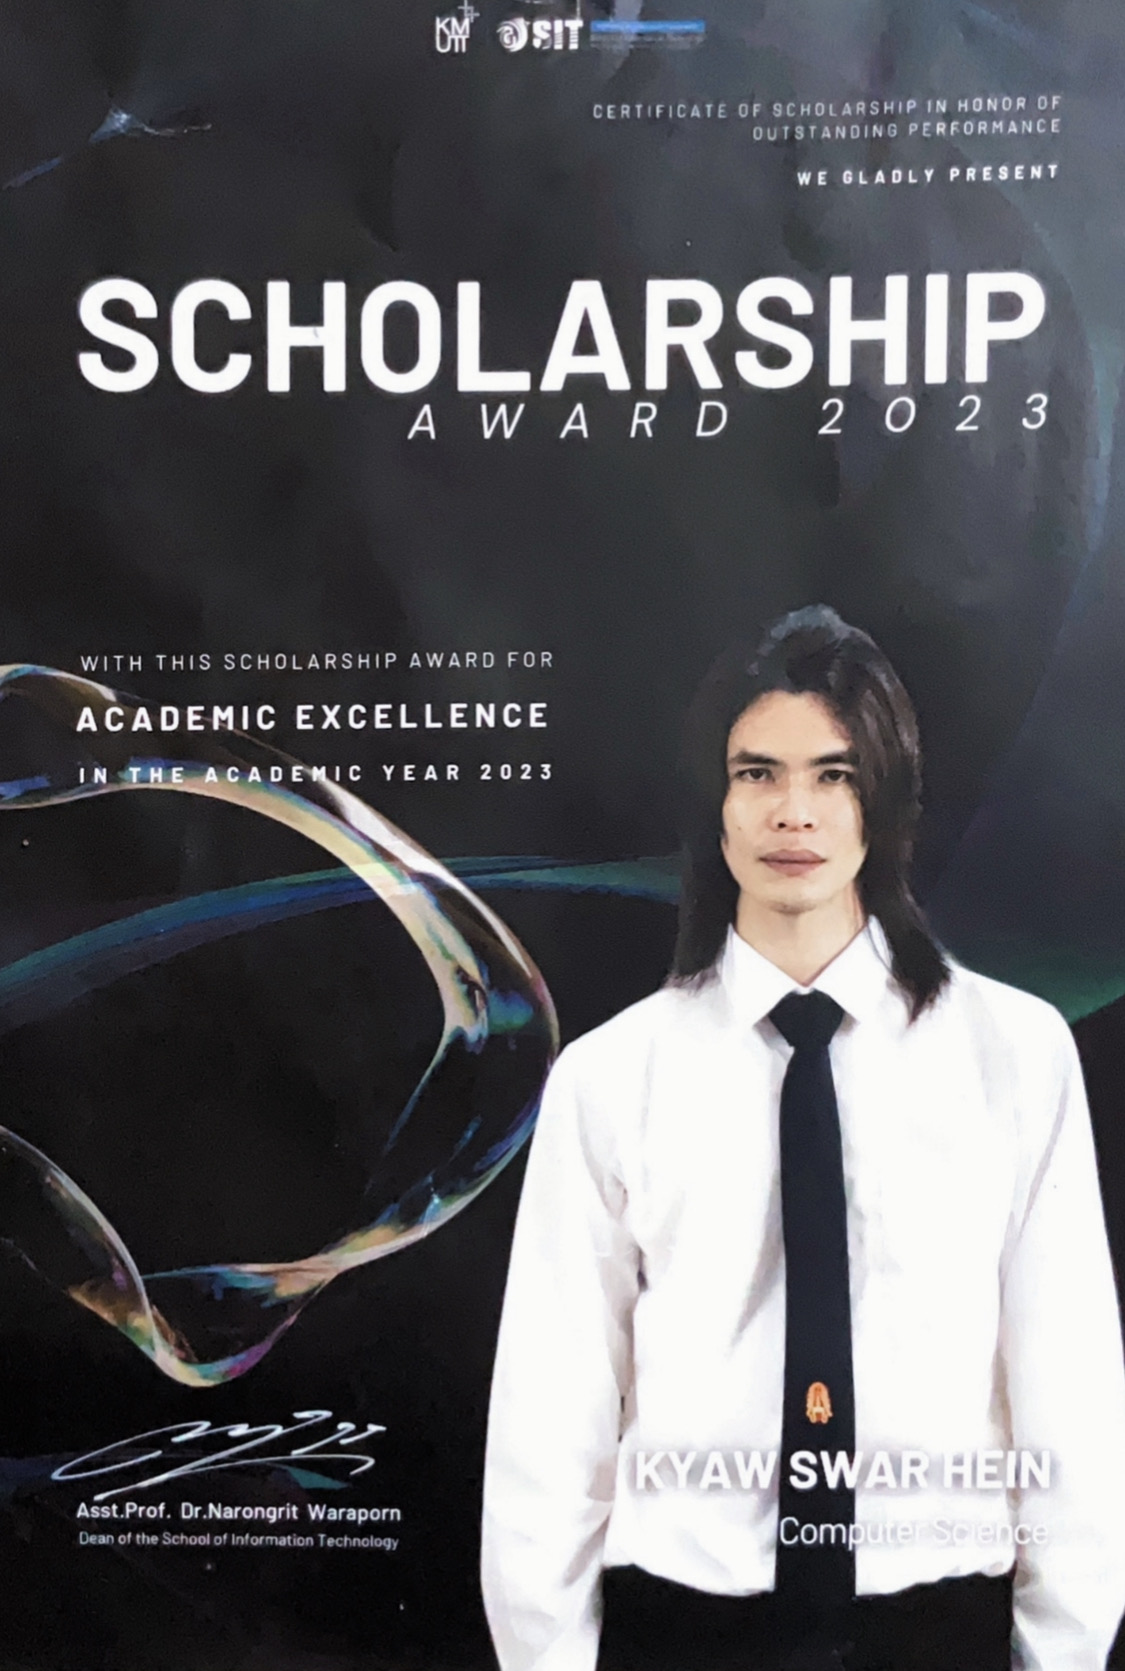 KMUTT
SIT
CERTIFICATE OF SCHOLARSHIP IN HONOR OF
OUTSTANDING PERFORMANCE
WE GLADLY PRESENT
SCHOLARSHIP
AWARD 2023
WITH THIS SCHOLARSHIP AWARD FOR
ACADEMIC EXCELLENCE
IN THE ACADEMIC YEAR 2023
KYAW SWAR HEIN
Computer Science
Asst.Prof. Dr.Narongrit Waraporn
Dean of the School of Information Technology